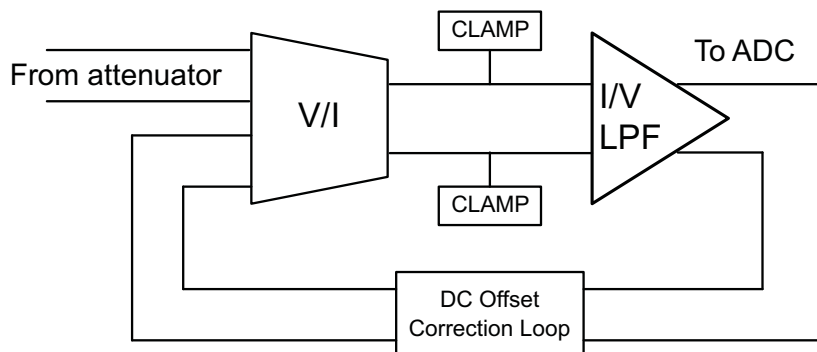 CLAMP
To ADC
From attenuator
V/I
I/V
LPF
CLAMP
DC Offset
Correction Loop